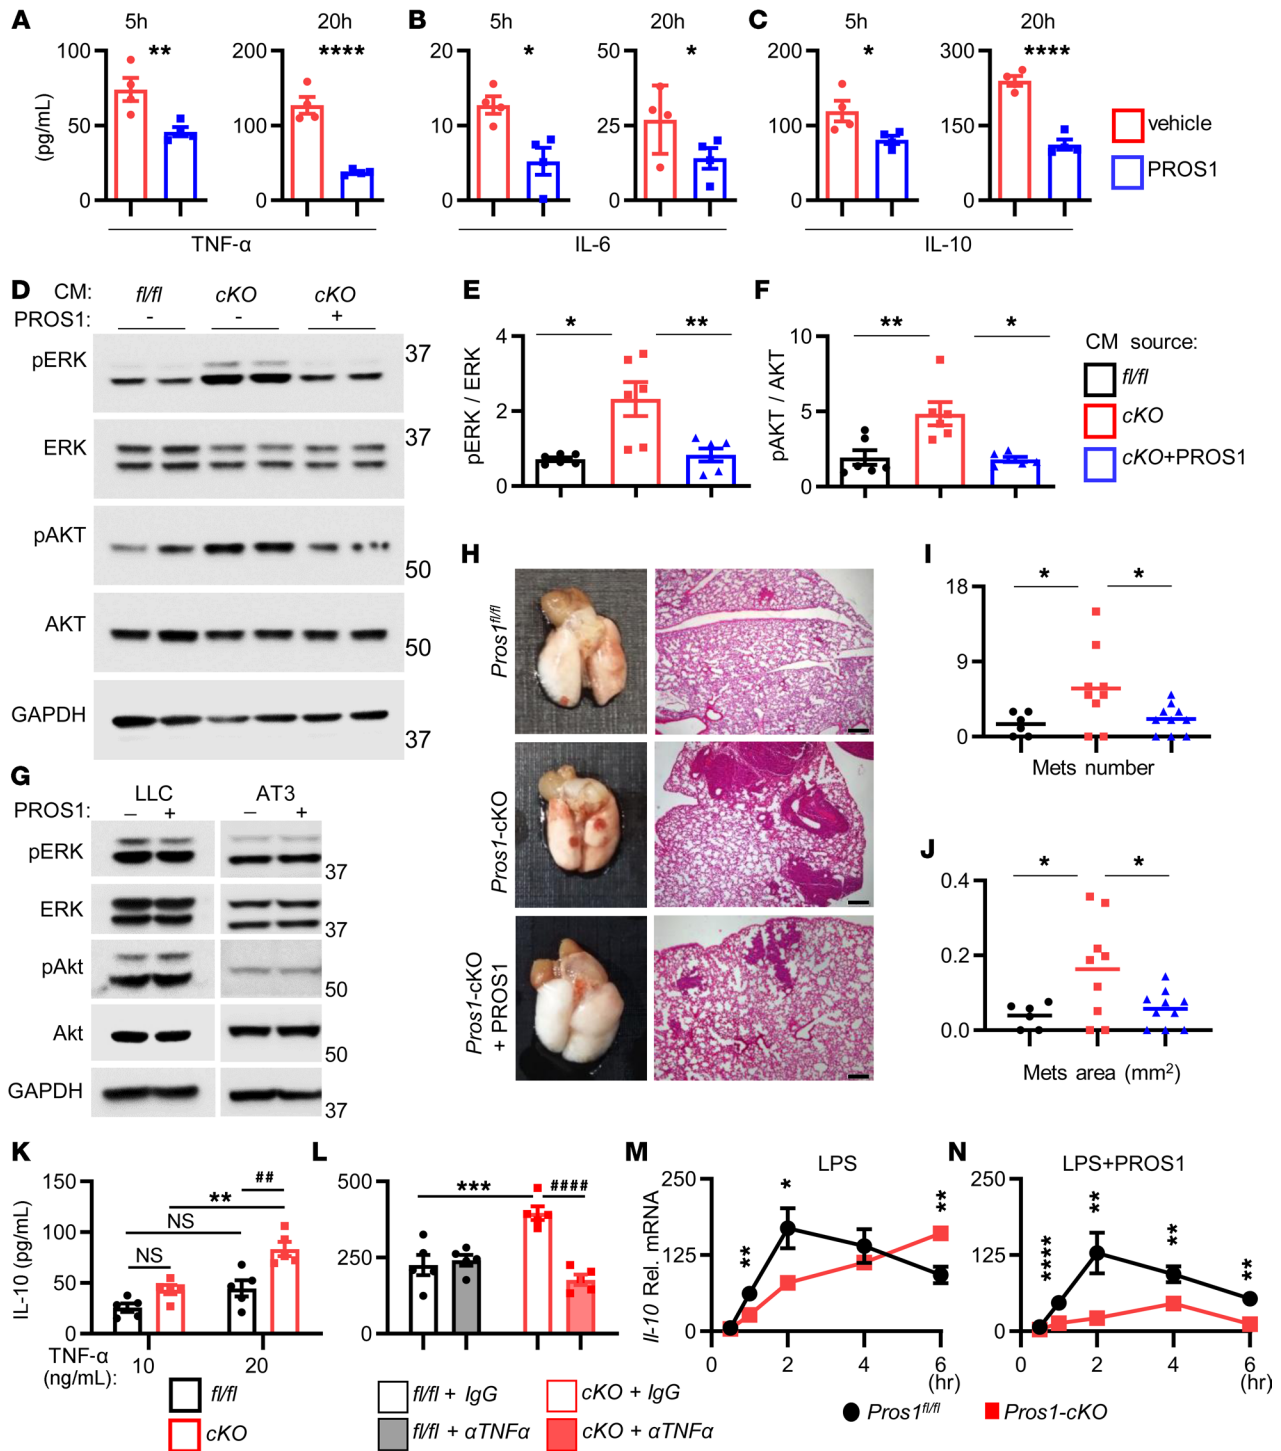 A
5h
20h
100
**
200
****
(pg/mL)
50
100
0
0
TNF-α
B
5h
20h
20
*
50
*
10
25
0
0
IL-6
C
5h
20h
200
*
300
****
100
150
0
0
IL-10
vehicle
PROS1
D
CM: fl/fl cKO cKO
PROS1: - - +
pERK
37
ERK
37
pAKT
50
AKT
50
GAPDH
37
E
* **
4
pERK / ERK
2
0
F
** *
10
pAKT / AKT
5
0
CM source:
fl/fl
cKO
cKO+PROS1
G
LLC AT3
PROS1: – + – +
pERK
37
ERK
37
pAkt
50
Akt
50
GAPDH
37
H
Pros1fl/fl
Pros1-cKO
Pros1-cKO
+ PROS1
I
* *
18
9
0
Mets number
J
* *
0.4
0.2
0.0
Mets area (mm²)
K
150
##
**
NS
100
NS
IL-10 (pg/mL)
50
0
TNF-α
(ng/mL):
10 20
fl/fl
cKO
L
500
*** ####
250
0
fl/fl + IgG
cKO + IgG
fl/fl + αTNFα
cKO + αTNFα
M
LPS
250
Il-10 Rel. mRNA
125
0
** * **
0 2 4 6
(hr)
N
LPS+PROS1
250
125
0
**** ** ** **
0 2 4 6
(hr)
Pros1fl/fl
Pros1-cKO